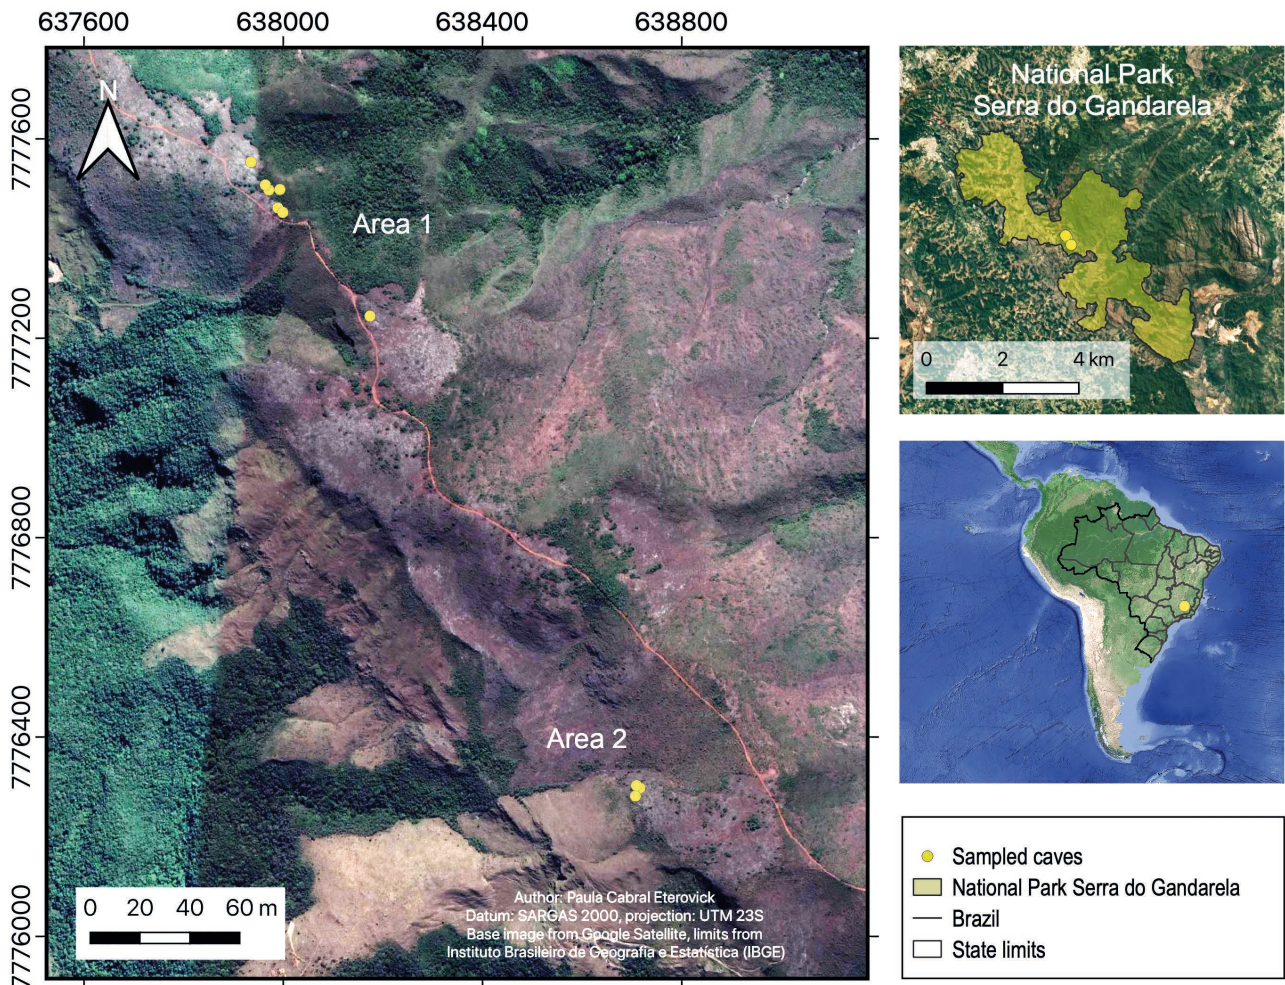 637600 638000 638400 638800
7777600
7777200
7776800
7776400
7776000
N
Area 1
Area 2
0 20 40 60 m
Author: Paula Cabral Eterovick
Datum: SARGAS 2000, projection: UTM 23S
Base image from Google Satellite, limits from
Instituto Brasileiro de Geografia e Estatística (IBGE)
National Park
Serra do Gandarela
0 2 4 km
Sampled caves
National Park Serra do Gandarela
Brazil
State limits